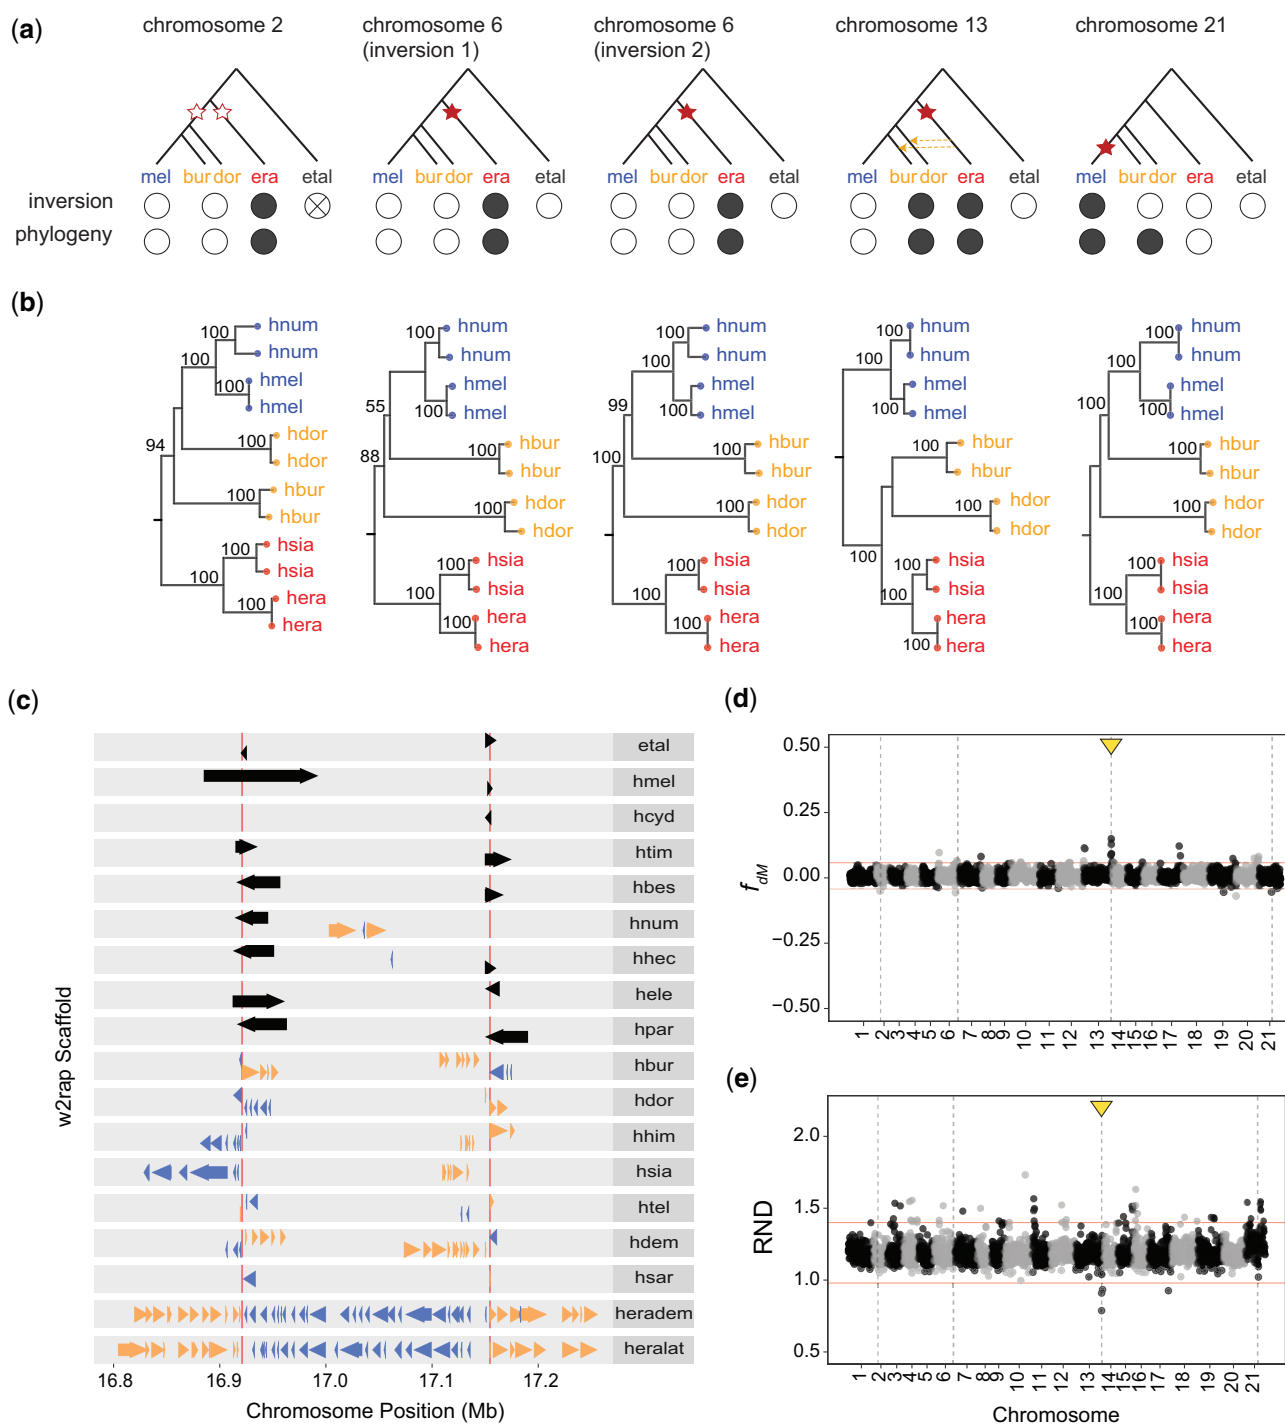 (a)
chromosome 2
chromosome 6
(inversion 1)
chromosome 6
(inversion 2)
chromosome 13
chromosome 21
mel bur dor era etal
mel bur dor era etal
mel bur dor era etal
mel bur dor era etal
mel bur dor era etal
inversion
phylogeny
(b)
100 hnum
hnum
100
100 hmel
hmel
94
100 hdor
hdor
100 hbur
hbur
100 hsia
hsia
100
100 hera
hera
100 hnum
hnum
55
100 hmel
hmel
88
100 hbur
hbur
100 hdor
hdor
100 hsia
hsia
100 hera
hera
100 hnum
hnum
99
100 hmel
hmel
100
100 hbur
hbur
100 hdor
hdor
100 hsia
hsia
100 hera
hera
100 hnum
hnum
100 hmel
hmel
100 hbur
hbur
100 hdor
hdor
100
100 hsia
hsia
100 hera
hera
100 hnum
hnum
100
100 hmel
hmel
100
100 hbur
hbur
100 hdor
hdor
100 hsia
hsia
100 hera
hera
(c)
w2rap Scaffold
etal
hmel
hcyd
htim
hbes
hnum
hhec
hele
hpar
hbur
hdor
hhim
hsia
htel
hdem
hsar
heradem
heralat
16.8 16.9 17.0 17.1 17.2
Chromosome Position (Mb)
(d)
fdM
0.50
0.25
0.00
−0.25
−0.50
1 2 3 4 5 6 7 8 9 10 11 12 13 14 15 16 17 18 19 20 21
(e)
RND
2.0
1.5
1.0
0.5
1 2 3 4 5 6 7 8 9 10 11 12 13 14 15 16 17 18 19 20 21
Chromosome